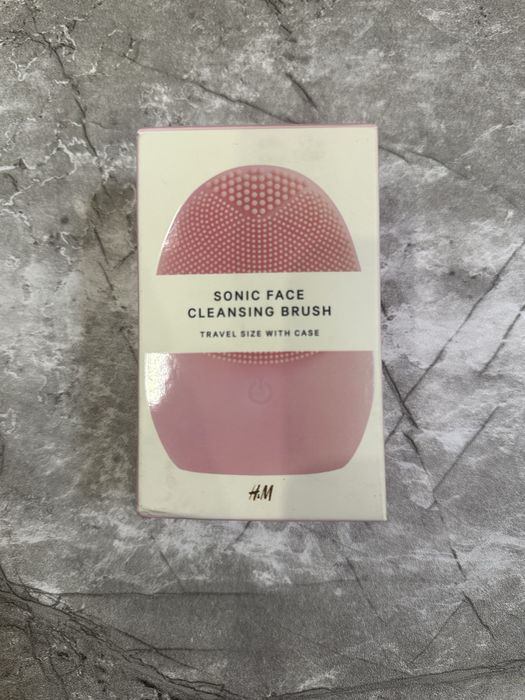 SONIC FACE
CLEANSING BRUSH
TRAVEL SIZE WITH CASE
H&M